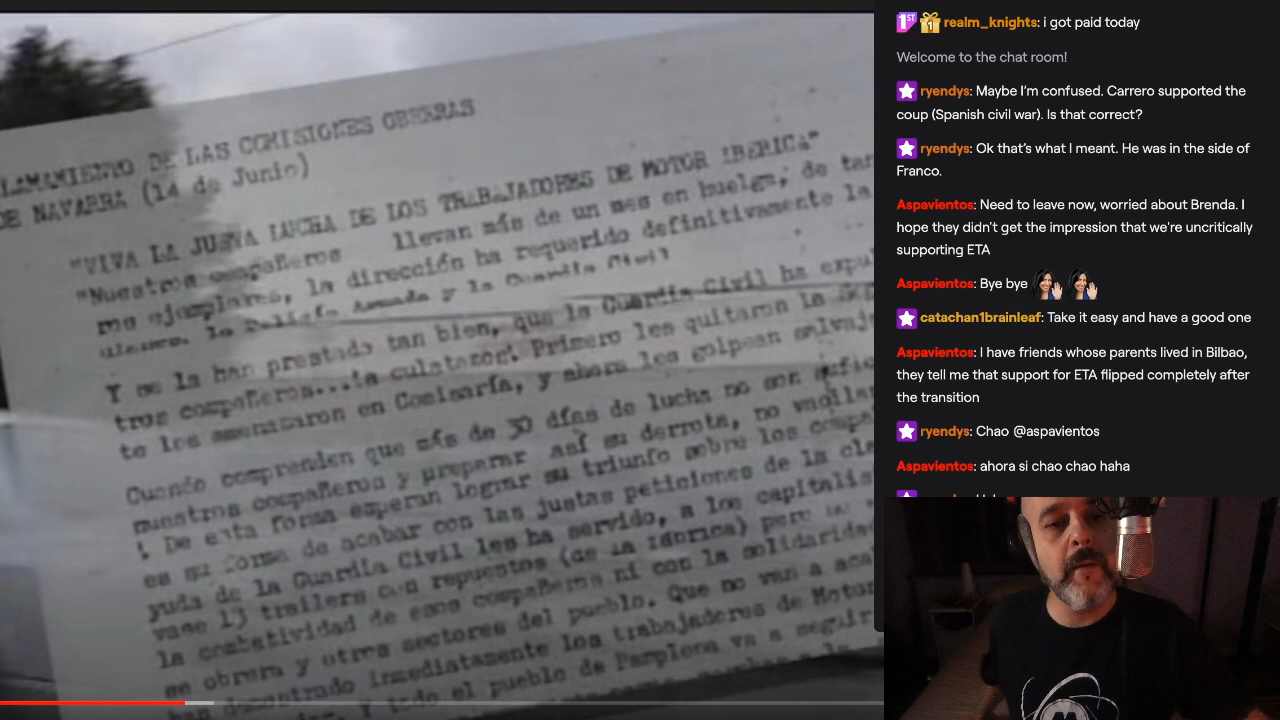 LLAMAMIENTO DE LAS COMISIONES OBRERAS
DE NAVARRA (14 de Junio)
"VIVA LA JUSTA LUCHA DE LOS TRABAJADORES DE MOTOR IBERICA"
"Nuestros compañeros llevan más de un mes en huelga, de
ros ejemplares, la dirección ha requerido definitivamente la
la Policía Armada y la Guardia Civil
Y se la han prestado tan bien, que la Guardia Civil ha
tros compañeros...¡a culatazos!. Primero les quitaron la
to los amenazaron en Comisaría, y ahora les golpean
Cuando comprenden que más de 30 días de lucha no son
nuestros compañeros y preparar así su derrota, no
! De esta forma esperan lograr su triunfo sobre los
es su forma de acabar con las justas peticiones de la
yuda de la Guardia Civil les ha servido, a los
vase 13 trailers con repuestos (de la fábrica) pero
la combatividad de esos compañeros ni con la
se obrera y otros sectores del pueblo. Que no van a
han demostrado inmediatamente los trabajadores de Motor
Y todo el pueblo de Pamplona va a seguir
realm_knights: i got paid today
Welcome to the chat room!
ryendys: Maybe I'm confused. Carrero supported the
coup (Spanish civil war). Is that correct?
ryendys: Ok that's what I meant. He was in the side of
Franco.
Aspavientos: Need to leave now, worried about Brenda. I
hope they didn't get the impression that we're uncritically
supporting ETA
Aspavientos: Bye bye
catachan1brainleaf: Take it easy and have a good one
Aspavientos: I have friends whose parents lived in Bilbao,
they tell me that support for ETA flipped completely after
the transition
ryendys: Chao @aspavientos
Aspavientos: ahora si chao chao haha